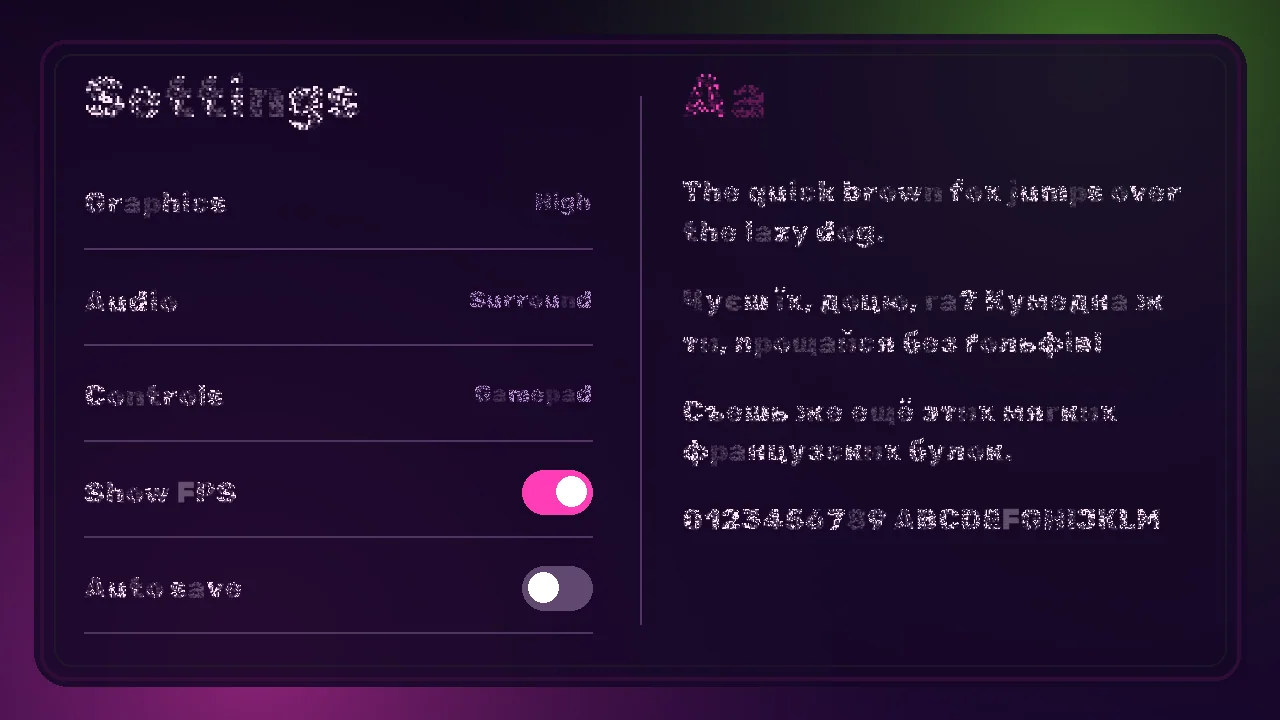 Settings
Graphics
High
Audio
Surround
Controls
Gamepad
Show FPS
Auto save
Aa
The quick brown fox jumps over
the lazy dog.
Чуєш їх, доцю, га? Кумедна ж
ти, прощайся без ґольфів!
Съешь же ещё этих мягких
французских булок.
0123456789 ABCDEFGHIJKLM